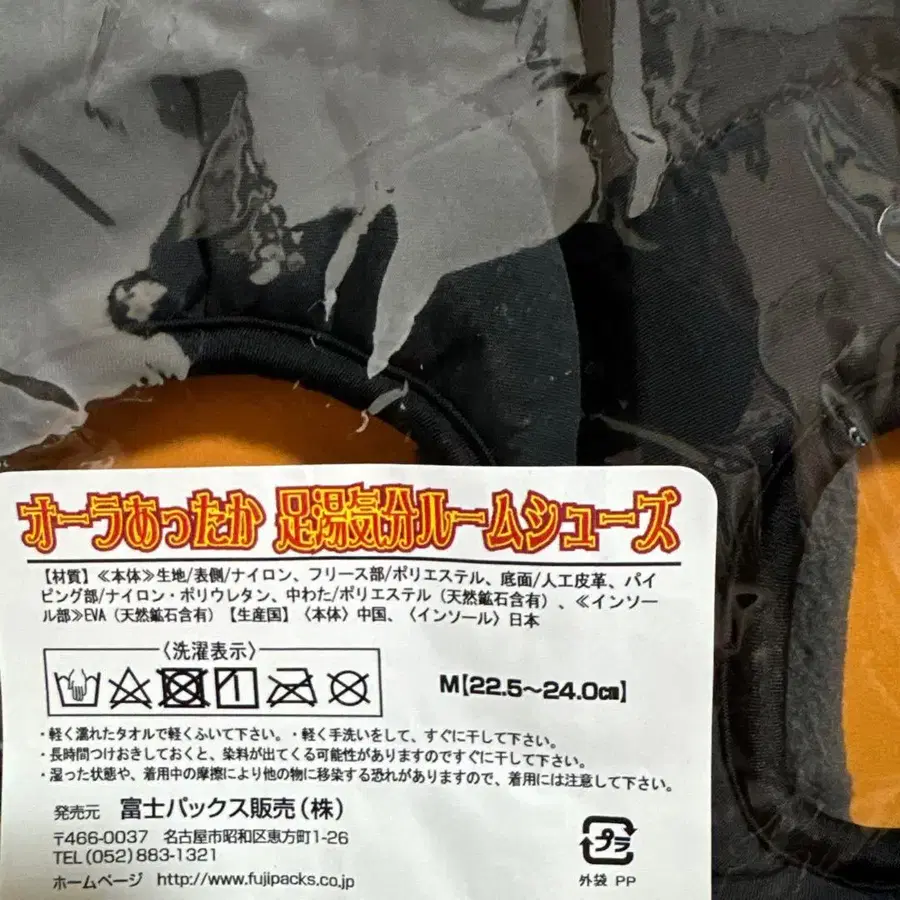 オーラあったか 足湯気分ルームシューズ
【材質】≪本体≫生地/表側/ナイロン、フリース部/ポリエステル、底面/人工皮革、パイ
ピング部/ナイロン・ポリウレタン、中わた/ポリエステル（天然鉱石含有）、≪インソー
ル部≫EVA（天然鉱石含有）【生産国】〈本体〉中国、〈インソール〉日本
〈洗濯表示〉
M【22.5〜24.0㎝】
・軽く濡れたタオルで軽くふいて下さい。・軽く手洗いをして、すぐに干して下さい。
・長時間つけおきしておくと、染料が出てくる可能性がありますのですぐに干して下さい。
・湿った状態や、着用中の摩擦により他の物に移染する恐れがありますので、着用には注意して下さい。
発売元 富士パックス販売（株）
〒466-0037 名古屋市昭和区恵方町1-26
TEL（052）883-1321
ホームページ http://www.fujipacks.co.jp
プラ
外袋 PP